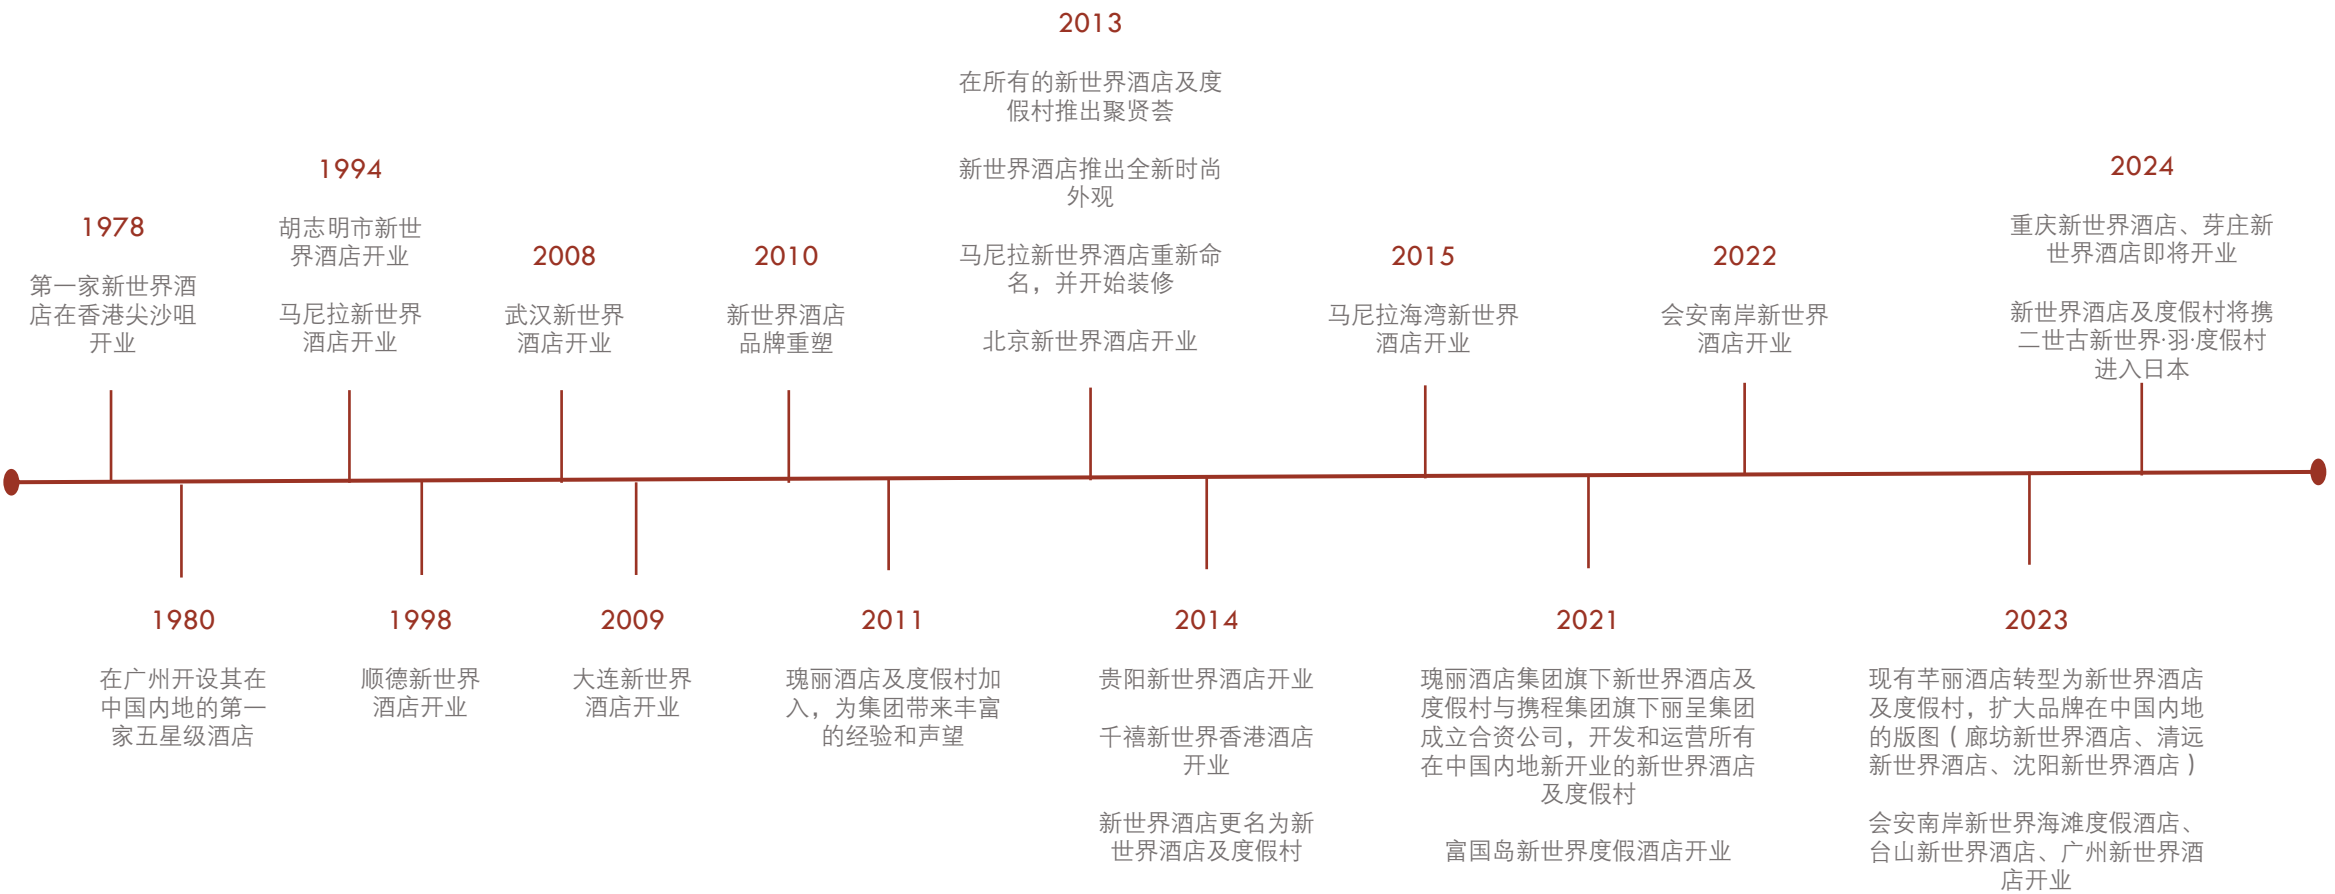 1978
第一家新世界酒
店在香港尖沙咀
开业
1980
在广州开设其在
中国内地的第一
家五星级酒店
1994
胡志明市新世
界酒店开业
马尼拉新世界
酒店开业
1998
顺德新世界
酒店开业
2008
武汉新世界
酒店开业
2009
大连新世界
酒店开业
2010
新世界酒店
品牌重塑
2011
瑰丽酒店及度假村加
入，为集团带来丰富
的经验和声望
2013
在所有的新世界酒店及度
假村推出聚贤荟
新世界酒店推出全新时尚
外观
马尼拉新世界酒店重新命
名，并开始装修
北京新世界酒店开业
2014
贵阳新世界酒店开业
千禧新世界香港酒店
开业
新世界酒店更名为新
世界酒店及度假村
2015
马尼拉海湾新世界
酒店开业
2021
瑰丽酒店集团旗下新世界酒店及
度假村与携程集团旗下丽呈集团
成立合资公司，开发和运营所有
在中国内地新开业的新世界酒店
及度假村
富国岛新世界度假酒店开业
2022
会安南岸新世界
酒店开业
2023
现有芊丽酒店转型为新世界酒店
及度假村，扩大品牌在中国内地
的版图（廊坊新世界酒店、清远
新世界酒店、沈阳新世界酒店）
会安南岸新世界海滩度假酒店、
台山新世界酒店、广州新世界酒
店开业
2024
重庆新世界酒店、芽庄新
世界酒店即将开业
新世界酒店及度假村将携
二世古新世界·羽·度假村
进入日本